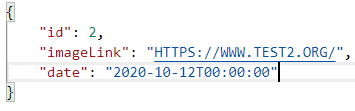 {
"id": 2,
"imageLink": "HTTPS://WWW.TEST2.ORG/",
"date": "2020-10-12T00:00:00"
}